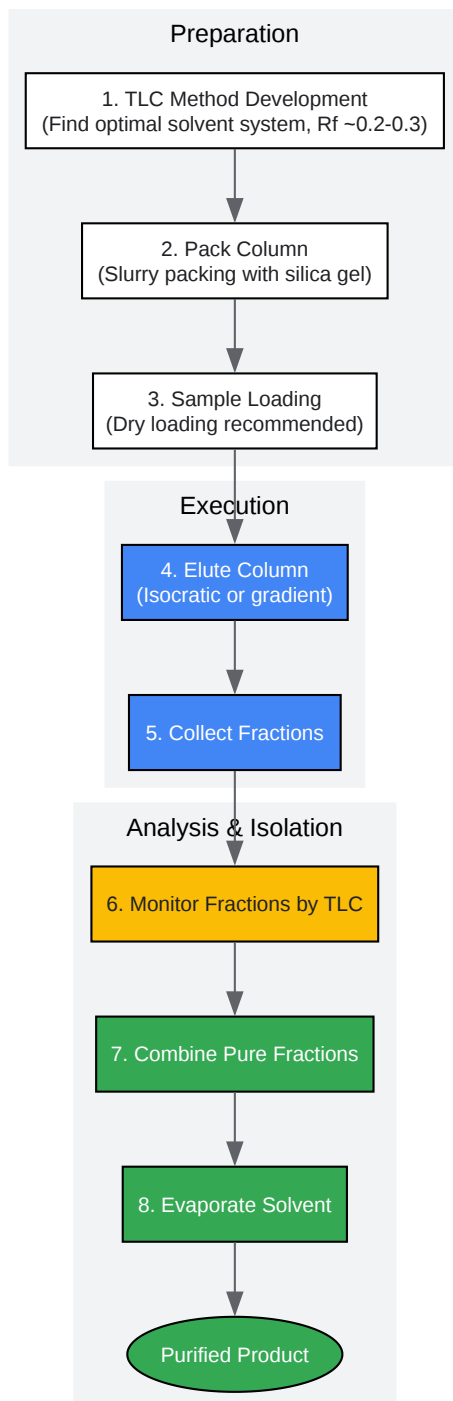 Preparation
1. TLC Method Development
(Find optimal solvent system, Rf ~0.2-0.3)
2. Pack Column
(Slurry packing with silica gel)
3. Sample Loading
(Dry loading recommended)
Execution
4. Elute Column
(Isocratic or gradient)
5. Collect Fractions
Analysis & Isolation
6. Monitor Fractions by TLC
7. Combine Pure Fractions
8. Evaporate Solvent
Purified Product